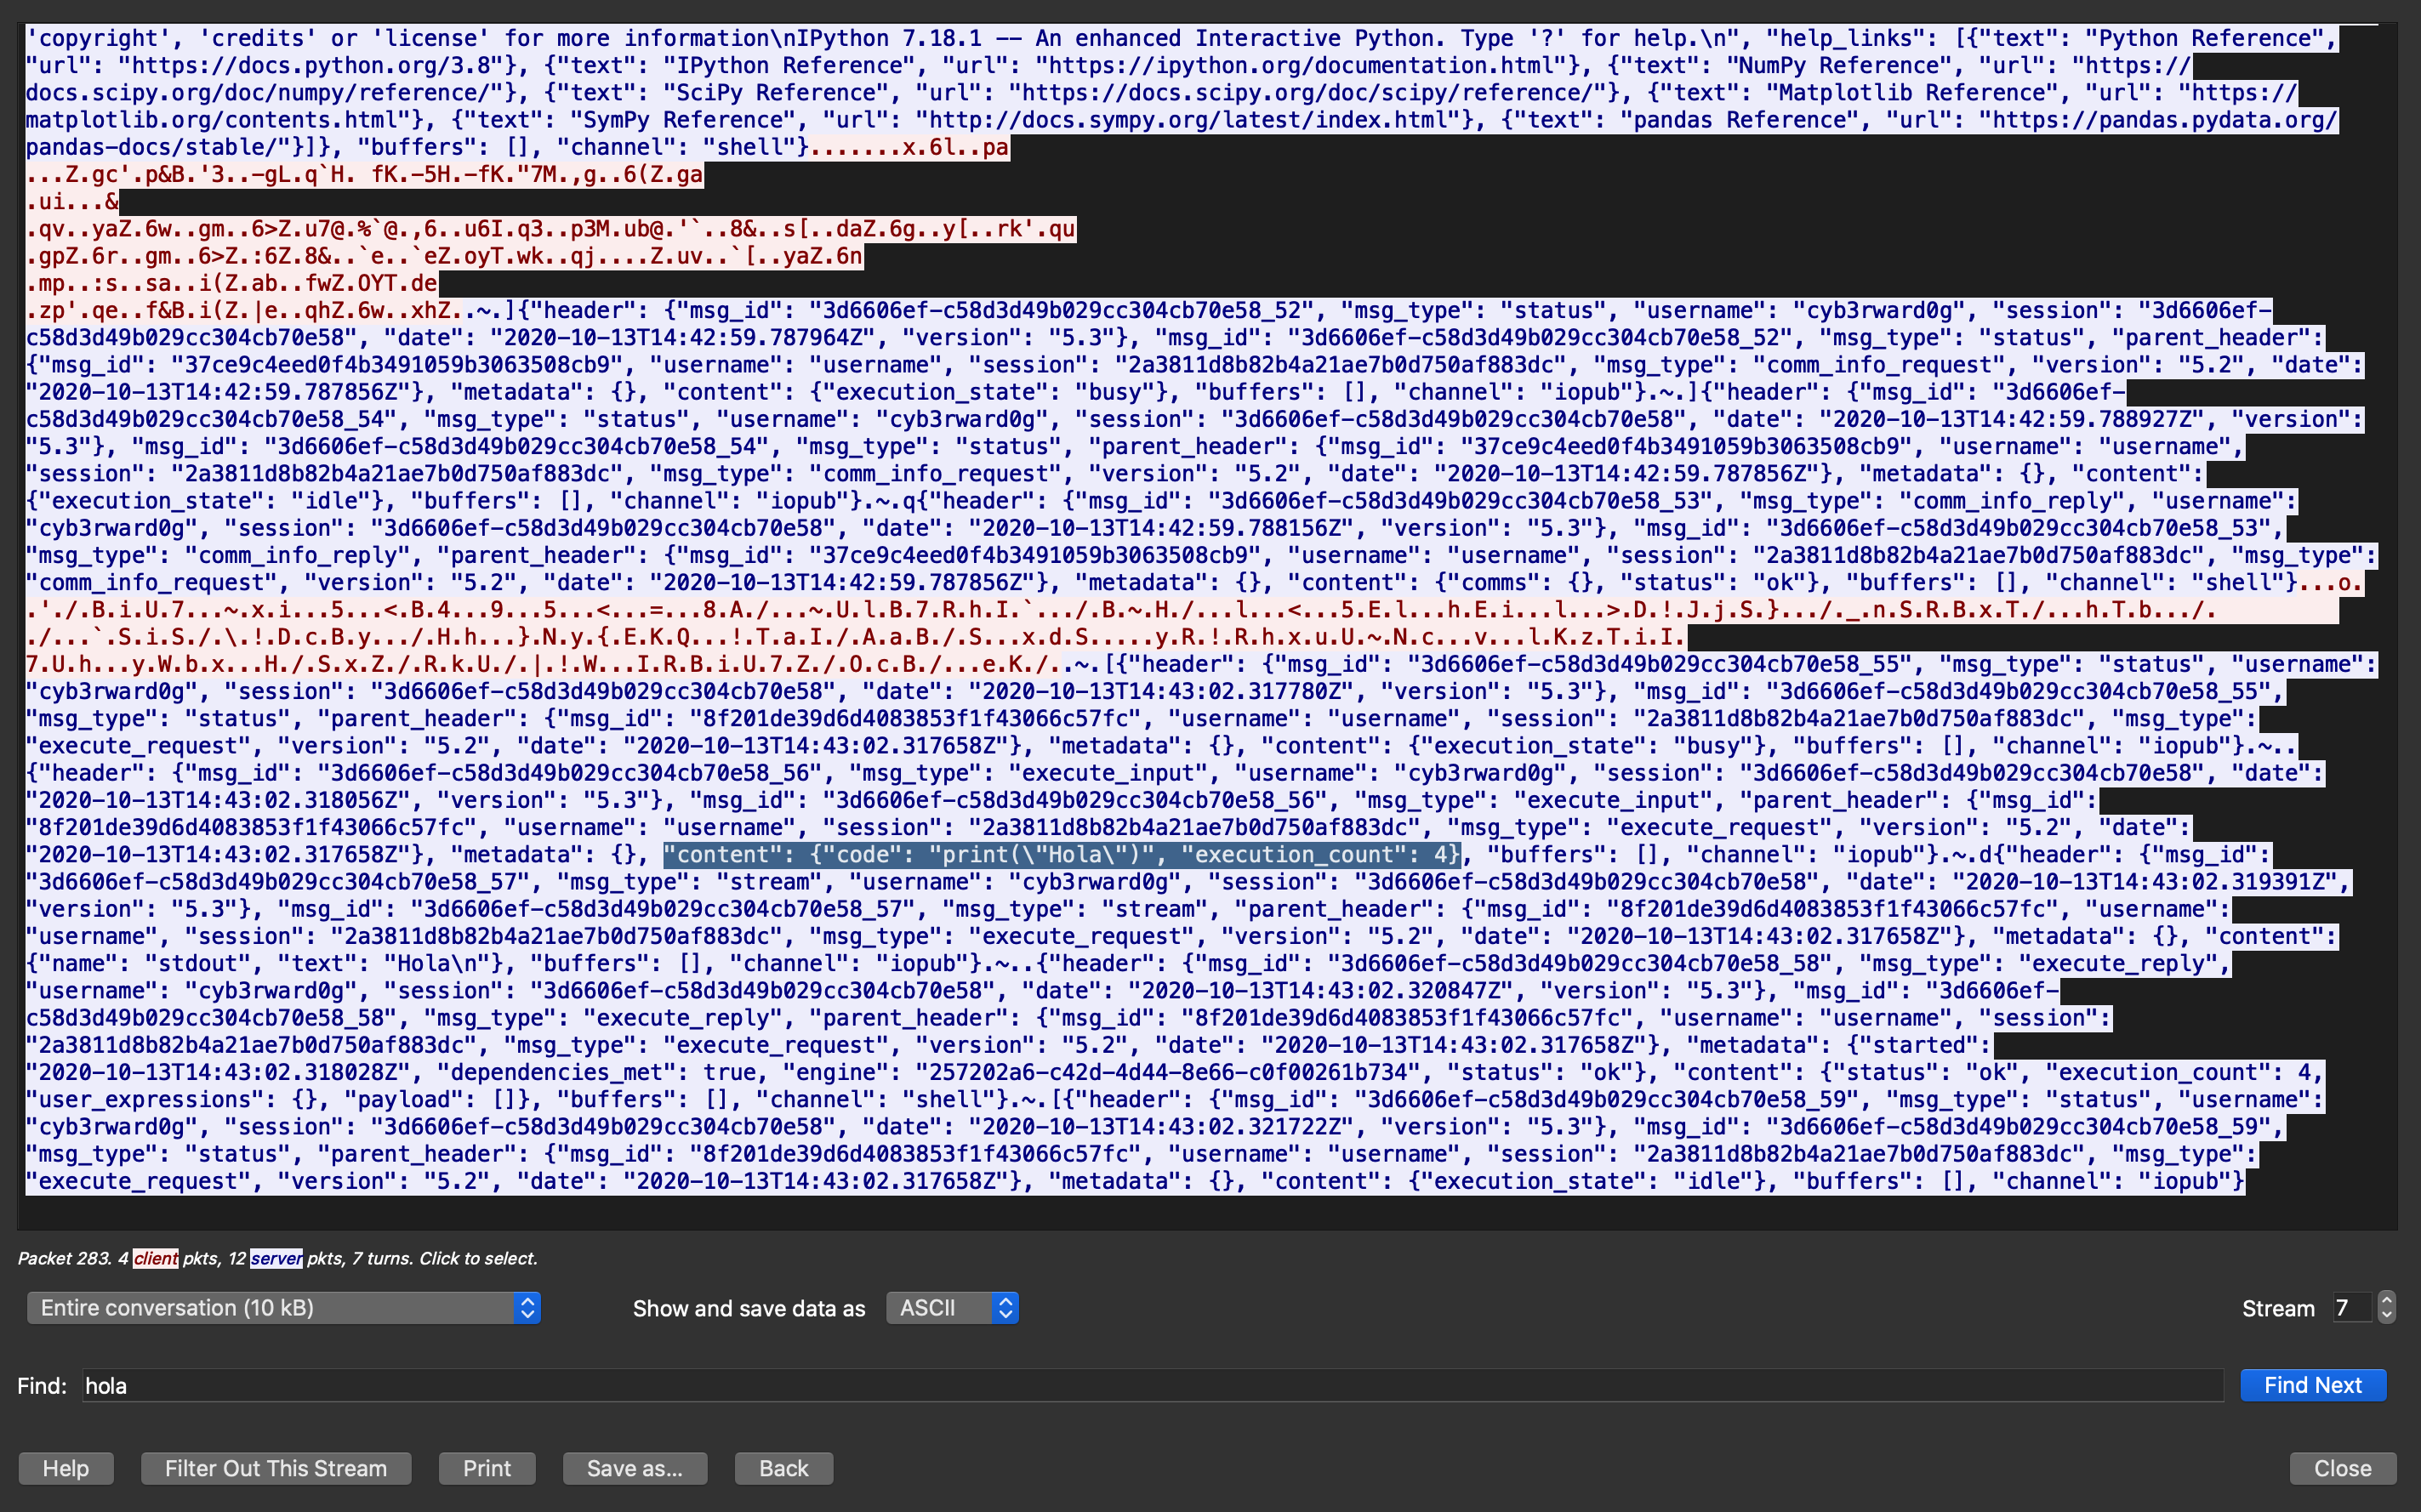 'copyright', 'credits' or 'license' for more information\nIPython 7.18.1 -- An enhanced Interactive Python. Type '?' for help.\n", "help_links": [{"text": "Python Reference",
"url": "https://docs.python.org/3.8"}, {"text": "IPython Reference", "url": "https://ipython.org/documentation.html"}, {"text": "NumPy Reference", "url": "https://
docs.scipy.org/doc/numpy/reference/"}, {"text": "SciPy Reference", "url": "https://docs.scipy.org/doc/scipy/reference/"}, {"text": "Matplotlib Reference", "url": "https://
matplotlib.org/contents.html"}, {"text": "SymPy Reference", "url": "http://docs.sympy.org/latest/index.html"}, {"text": "pandas Reference", "url": "https://pandas.pydata.org/
pandas-docs/stable/"}]}, "buffers": [], "channel": "shell"}.......x.6l..pa
...Z.gc'.p&B.'3..-gL.q`H. fK.-5H.-fK."7M.,g..6(Z.ga
.ui...&
.qv..yaZ.6w..gm..6>Z.u7@.%`@.,6..u6I.q3..p3M.ub@.'`..8&..s[..daZ.6g..y[..rk'.qu
.gpZ.6r..gm..6>Z.:6Z.8&..`e..`eZ.oyT.wk..qj....Z.uv..`[..yaZ.6n
.mp..:s..sa..i(Z.ab..fwZ.OYT.de
.zp'.qe..f&B.i(Z.|e..qhZ.6w..xhZ..~.]{"header": {"msg_id": "3d6606ef-c58d3d49b029cc304cb70e58_52", "msg_type": "status", "username": "cyb3rward0g", "session": "3d6606ef-
c58d3d49b029cc304cb70e58", "date": "2020-10-13T14:42:59.787964Z", "version": "5.3"}, "msg_id": "3d6606ef-c58d3d49b029cc304cb70e58_52", "msg_type": "status", "parent_header":
{"msg_id": "37ce9c4eed0f4b3491059b3063508cb9", "username": "username", "session": "2a3811d8b82b4a21ae7b0d750af883dc", "msg_type": "comm_info_request", "version": "5.2", "date":
"2020-10-13T14:42:59.787856Z"}, "metadata": {}, "content": {"execution_state": "busy"}, "buffers": [], "channel": "iopub"}.~.]{"header": {"msg_id": "3d6606ef-
c58d3d49b029cc304cb70e58_54", "msg_type": "status", "username": "cyb3rward0g", "session": "3d6606ef-c58d3d49b029cc304cb70e58", "date": "2020-10-13T14:42:59.788927Z", "version":
"5.3"}, "msg_id": "3d6606ef-c58d3d49b029cc304cb70e58_54", "msg_type": "status", "parent_header": {"msg_id": "37ce9c4eed0f4b3491059b3063508cb9", "username": "username",
"session": "2a3811d8b82b4a21ae7b0d750af883dc", "msg_type": "comm_info_request", "version": "5.2", "date": "2020-10-13T14:42:59.787856Z"}, "metadata": {}, "content":
{"execution_state": "idle"}, "buffers": [], "channel": "iopub"}.~.q{"header": {"msg_id": "3d6606ef-c58d3d49b029cc304cb70e58_53", "msg_type": "comm_info_reply", "username":
"cyb3rward0g", "session": "3d6606ef-c58d3d49b029cc304cb70e58", "date": "2020-10-13T14:42:59.788156Z", "version": "5.3"}, "msg_id": "3d6606ef-c58d3d49b029cc304cb70e58_53",
"msg_type": "comm_info_reply", "parent_header": {"msg_id": "37ce9c4eed0f4b3491059b3063508cb9", "username": "username", "session": "2a3811d8b82b4a21ae7b0d750af883dc", "msg_type":
"comm_info_request", "version": "5.2", "date": "2020-10-13T14:42:59.787856Z"}, "metadata": {}, "content": {"comms": {}, "status": "ok"}, "buffers": [], "channel": "shell"}...o.
.'./.B.i.U.7...~.x.i...5...<.B.4...9...5...<...=...8.A./...~.U.l.B.7.R.h.I.`.../.B.~.H./...l...<...5.E.l...h.E.i...l...>.D.!.J.j.S.}.../._.n.S.R.B.x.T./...h.T.b.../.
./...`.S.i.S./.\.!.D.c.B.y.../.H.h...}.N.y.{.E.K.Q...!.T.a.I./.A.a.B./.S...x.d.S.....y.R.!.R.h.x.u.U.~.N.c...v...l.K.z.T.i.I.
7.U.h...y.W.b.x...H./.S.x.Z./.R.k.U./.|.!.W...I.R.B.i.U.7.Z./.O.c.B./...e.K./..~.[{"header": {"msg_id": "3d6606ef-c58d3d49b029cc304cb70e58_55", "msg_type": "status", "username":
"cyb3rward0g", "session": "3d6606ef-c58d3d49b029cc304cb70e58", "date": "2020-10-13T14:43:02.317780Z", "version": "5.3"}, "msg_id": "3d6606ef-c58d3d49b029cc304cb70e58_55",
"msg_type": "status", "parent_header": {"msg_id": "8f201de39d6d4083853f1f43066c57fc", "username": "username", "session": "2a3811d8b82b4a21ae7b0d750af883dc", "msg_type":
"execute_request", "version": "5.2", "date": "2020-10-13T14:43:02.317658Z"}, "metadata": {}, "content": {"execution_state": "busy"}, "buffers": [], "channel": "iopub"}.~..
{"header": {"msg_id": "3d6606ef-c58d3d49b029cc304cb70e58_56", "msg_type": "execute_input", "username": "cyb3rward0g", "session": "3d6606ef-c58d3d49b029cc304cb70e58", "date":
"2020-10-13T14:43:02.318056Z", "version": "5.3"}, "msg_id": "3d6606ef-c58d3d49b029cc304cb70e58_56", "msg_type": "execute_input", "parent_header": {"msg_id":
"8f201de39d6d4083853f1f43066c57fc", "username": "username", "session": "2a3811d8b82b4a21ae7b0d750af883dc", "msg_type": "execute_request", "version": "5.2", "date":
"2020-10-13T14:43:02.317658Z"}, "metadata": {}, "content": {"code": "print(\"Hola\")", "execution_count": 4}, "buffers": [], "channel": "iopub"}.~.d{"header": {"msg_id":
"3d6606ef-c58d3d49b029cc304cb70e58_57", "msg_type": "stream", "username": "cyb3rward0g", "session": "3d6606ef-c58d3d49b029cc304cb70e58", "date": "2020-10-13T14:43:02.319391Z",
"version": "5.3"}, "msg_id": "3d6606ef-c58d3d49b029cc304cb70e58_57", "msg_type": "stream", "parent_header": {"msg_id": "8f201de39d6d4083853f1f43066c57fc", "username":
"username", "session": "2a3811d8b82b4a21ae7b0d750af883dc", "msg_type": "execute_request", "version": "5.2", "date": "2020-10-13T14:43:02.317658Z"}, "metadata": {}, "content":
{"name": "stdout", "text": "Hola\n"}, "buffers": [], "channel": "iopub"}.~..{"header": {"msg_id": "3d6606ef-c58d3d49b029cc304cb70e58_58", "msg_type": "execute_reply",
"username": "cyb3rward0g", "session": "3d6606ef-c58d3d49b029cc304cb70e58", "date": "2020-10-13T14:43:02.320847Z", "version": "5.3"}, "msg_id": "3d6606ef-
c58d3d49b029cc304cb70e58_58", "msg_type": "execute_reply", "parent_header": {"msg_id": "8f201de39d6d4083853f1f43066c57fc", "username": "username", "session":
"2a3811d8b82b4a21ae7b0d750af883dc", "msg_type": "execute_request", "version": "5.2", "date": "2020-10-13T14:43:02.317658Z"}, "metadata": {"started":
"2020-10-13T14:43:02.318028Z", "dependencies_met": true, "engine": "257202a6-c42d-4d44-8e66-c0f00261b734", "status": "ok"}, "content": {"status": "ok", "execution_count": 4,
"user_expressions": {}, "payload": []}, "buffers": [], "channel": "shell"}.~.[{"header": {"msg_id": "3d6606ef-c58d3d49b029cc304cb70e58_59", "msg_type": "status", "username":
"cyb3rward0g", "session": "3d6606ef-c58d3d49b029cc304cb70e58", "date": "2020-10-13T14:43:02.321722Z", "version": "5.3"}, "msg_id": "3d6606ef-c58d3d49b029cc304cb70e58_59",
"msg_type": "status", "parent_header": {"msg_id": "8f201de39d6d4083853f1f43066c57fc", "username": "username", "session": "2a3811d8b82b4a21ae7b0d750af883dc", "msg_type":
"execute_request", "version": "5.2", "date": "2020-10-13T14:43:02.317658Z"}, "metadata": {}, "content": {"execution_state": "idle"}, "buffers": [], "channel": "iopub"}
Packet 283. 4 client pkts, 12 server pkts, 7 turns. Click to select.
Entire conversation (10 kB) Show and save data as ASCII Stream 7
Find: hola Find Next
Help Filter Out This Stream Print Save as... Back Close